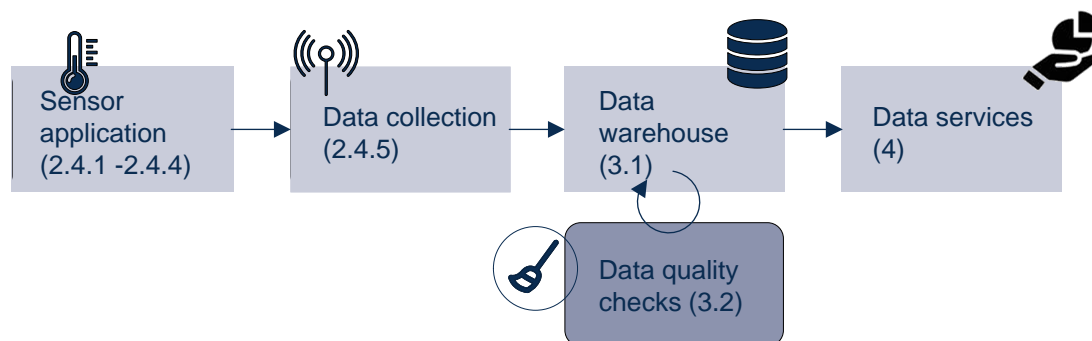 Sensor
application
(2.4.1 -2.4.4)
Data collection
(2.4.5)
Data
warehouse
(3.1)
Data services
(4)
Data quality
checks (3.2)